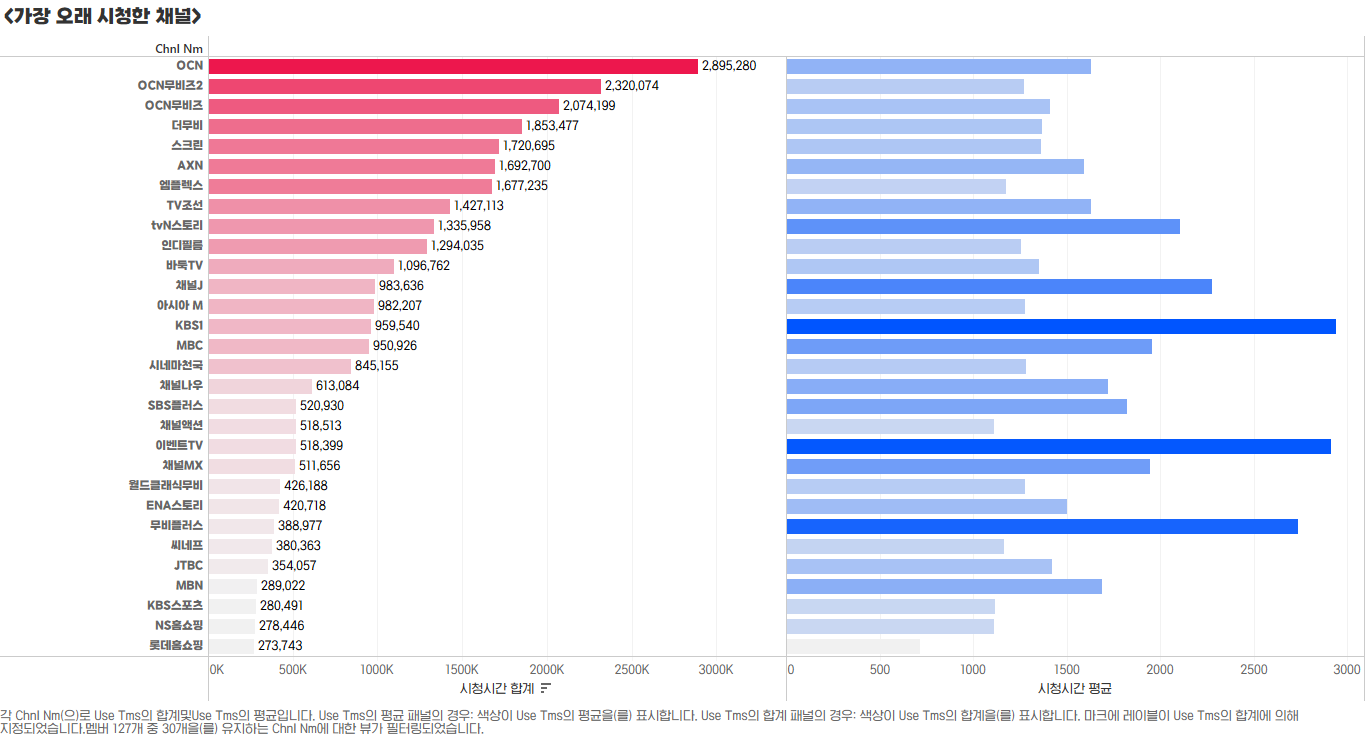 <가장 오래 시청한 채널>
Chnl Nm
OCN 2,895,280
OCN무비즈2 2,320,074
OCN무비즈 2,074,199
더무비 1,853,477
스크린 1,720,695
AXN 1,692,700
엠플렉스 1,677,235
TV조선 1,427,113
tvN스토리 1,335,958
인디필름 1,294,035
바둑TV 1,096,762
채널J 983,636
아시아 M 982,207
KBS1 959,540
MBC 950,926
시네마천국 845,155
채널나우 613,084
SBS플러스 520,930
채널액션 518,513
이벤트TV 518,399
채널MX 511,656
월드클래식무비 426,188
ENA스토리 420,718
무비플러스 388,977
씨네프 380,363
JTBC 354,057
MBN 289,022
KBS스포츠 280,491
NS홈쇼핑 278,446
롯데홈쇼핑 273,743
0K 500K 1000K 1500K 2000K 2500K 3000K 0 500 1000 1500 2000 2500 3000
시청시간 합계 시청시간 평균
각 Chnl Nm(으)로 Use Tms의 합계및Use Tms의 평균입니다. Use Tms의 평균 패널의 경우: 색상이 Use Tms의 평균을(를) 표시합니다. Use Tms의 합계 패널의 경우: 색상이 Use Tms의 합계을(를) 표시합니다. 마크에 레이블이 Use Tms의 합계에 의해
지정되었습니다.멤버 127개 중 30개을(를) 유지하는 Chnl Nm에 대한 뷰가 필터링되었습니다.